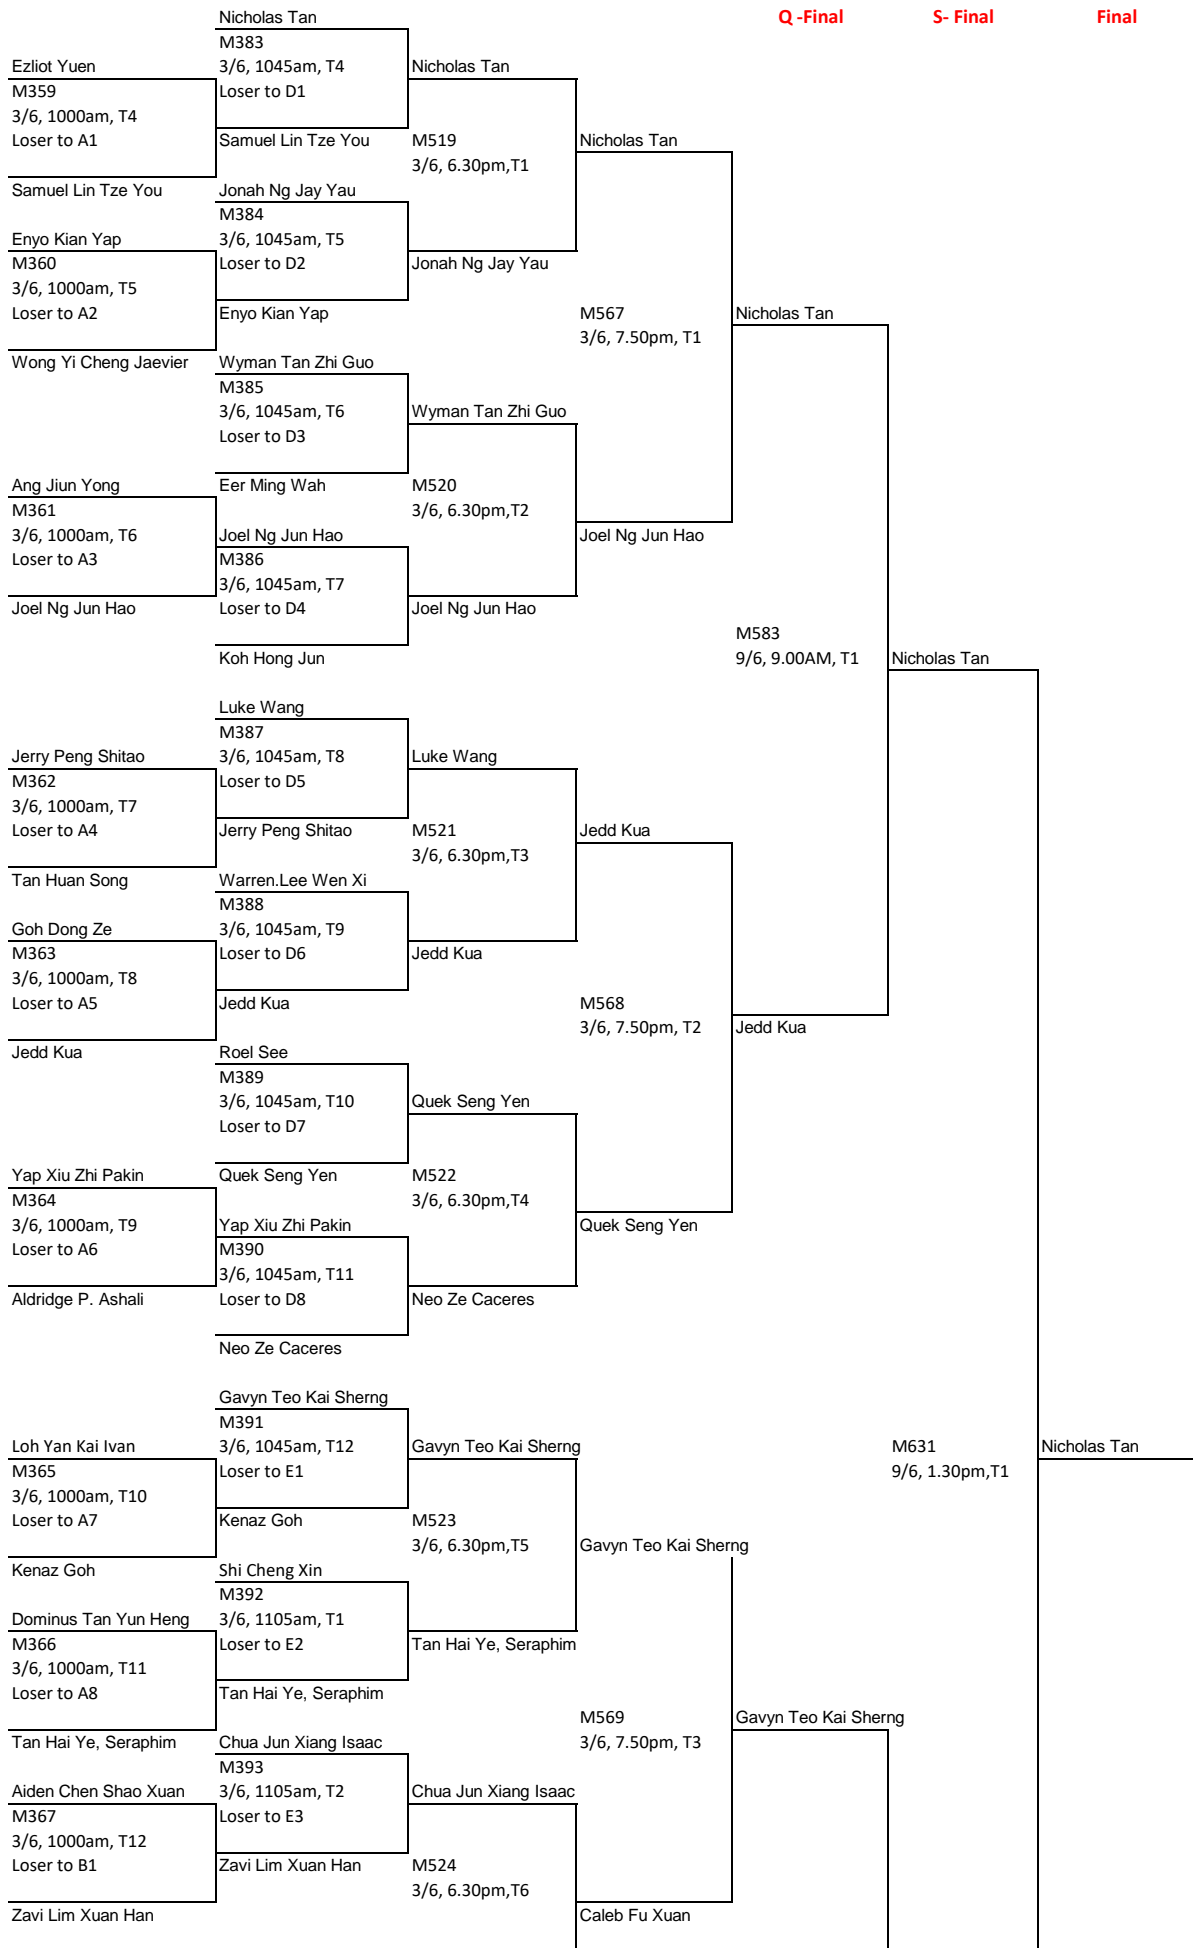 Nicholas Tan
Q -Final
S- Final
Final
M383
3/6, 1045am, T4
Ezliot Yuen
Nicholas Tan
M359
Loser to D1
3/6, 1000am, T4
Loser to A1
Samuel Lin Tze You
M519
Nicholas Tan
3/6, 6.30pm,T1
Samuel Lin Tze You
Jonah Ng Jay Yau
M384
Enyo Kian Yap
3/6, 1045am, T5
M360
Loser to D2
Jonah Ng Jay Yau
3/6, 1000am, T5
Loser to A2
Enyo Kian Yap
M567
Nicholas Tan
3/6, 7.50pm, T1
Wong Yi Cheng Jaevier
Wyman Tan Zhi Guo
M385
3/6, 1045am, T6
Wyman Tan Zhi Guo
Loser to D3
Ang Jiun Yong
Eer Ming Wah
M520
M361
3/6, 6.30pm,T2
3/6, 1000am, T6
Joel Ng Jun Hao
Joel Ng Jun Hao
Loser to A3
M386
3/6, 1045am, T7
Joel Ng Jun Hao
Loser to D4
Joel Ng Jun Hao
M583
Koh Hong Jun
3/6, 9.00AM, T1
Nicholas Tan
Luke Wang
M387
Jerry Peng Shitao
3/6, 1045am, T8
Luke Wang
M362
Loser to D5
3/6, 1000am, T7
Loser to A4
Jerry Peng Shitao
M521
Jedd Kua
3/6, 6.30pm,T3
Tan Huan Song
Warren.Lee Wen Xi
M388
Goh Dong Ze
3/6, 1045am, T9
M363
Loser to D6
Jedd Kua
3/6, 1000am, T8
Loser to A5
Jedd Kua
M568
3/6, 7.50pm, T2
Jedd Kua
Jedd Kua
Roel See
M389
3/6, 1045am, T10
Quek Seng Yen
Loser to D7
Yap Xiu Zhi Pakin
Quek Seng Yen
M522
M364
3/6, 6.30pm,T4
3/6, 1000am, T9
Yap Xiu Zhi Pakin
Quek Seng Yen
Loser to A6
M390
3/6, 1045am, T11
Aldridge P. Ashali
Loser to D8
Neo Ze Caceres
Neo Ze Caceres
Gavyn Teo Kai Sherng
M391
Loh Yan Kai Ivan
3/6, 1045am, T12
Gavyn Teo Kai Sherng
M631
Nicholas Tan
M365
Loser to E1
9/6, 1.30pm,T1
3/6, 1000am, T10
Loser to A7
Kenaz Goh
M523
3/6, 6.30pm,T5
Gavyn Teo Kai Sherng
Kenaz Goh
Shi Cheng Xin
M392
Dominus Tan Yun Heng
3/6, 1105am, T1
M366
Loser to E2
Tan Hai Ye, Seraphim
3/6, 1000am, T11
Loser to A8
Tan Hai Ye, Seraphim
M569
Gavyn Teo Kai Sherng
Tan Hai Ye, Seraphim
Chua Jun Xiang Isaac
3/6, 7.50pm, T3
M393
Aiden Chen Shao Xuan
3/6, 1105am, T2
Chua Jun Xiang Isaac
M367
Loser to E3
3/6, 1000am, T12
Loser to B1
Zavi Lim Xuan Han
M524
3/6, 6.30pm,T6
Zavi Lim Xuan Han
Caleb Fu Xuan